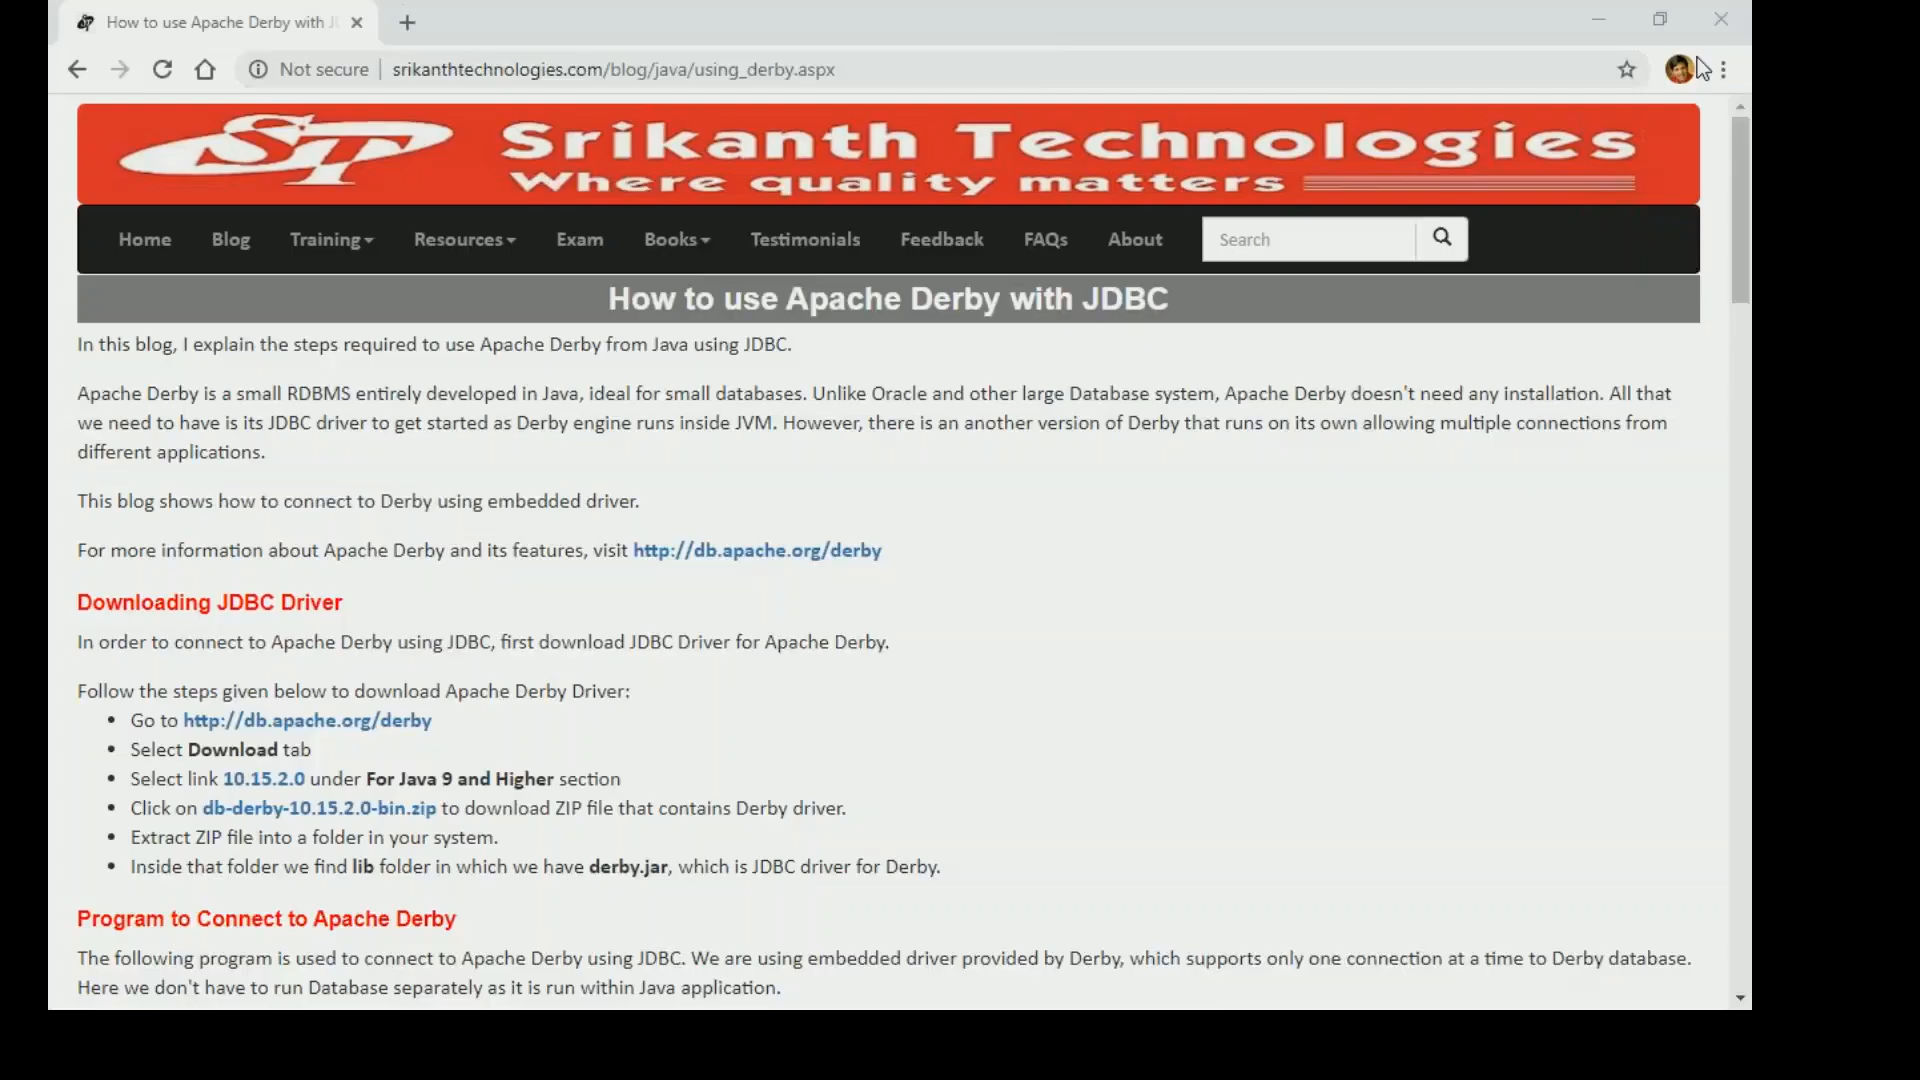 How to use Apache Derby with J
Not secure | srikanthtechnologies.com/blog/java/using_derby.aspx
ST Srikanth Technologies
Where quality matters
Home Blog Training Resources Exam Books Testimonials Feedback FAQs About Search
How to use Apache Derby with JDBC
In this blog, I explain the steps required to use Apache Derby from Java using JDBC.
Apache Derby is a small RDBMS entirely developed in Java, ideal for small databases. Unlike Oracle and other large Database system, Apache Derby doesn't need any installation. All that
we need to have is its JDBC driver to get started as Derby engine runs inside JVM. However, there is an another version of Derby that runs on its own allowing multiple connections from
different applications.
This blog shows how to connect to Derby using embedded driver.
For more information about Apache Derby and its features, visit http://db.apache.org/derby
Downloading JDBC Driver
In order to connect to Apache Derby using JDBC, first download JDBC Driver for Apache Derby.
Follow the steps given below to download Apache Derby Driver:
• Go to http://db.apache.org/derby
• Select Download tab
• Select link 10.15.2.0 under For Java 9 and Higher section
• Click on db-derby-10.15.2.0-bin.zip to download ZIP file that contains Derby driver.
• Extract ZIP file into a folder in your system.
• Inside that folder we find lib folder in which we have derby.jar, which is JDBC driver for Derby.
Program to Connect to Apache Derby
The following program is used to connect to Apache Derby using JDBC. We are using embedded driver provided by Derby, which supports only one connection at a time to Derby database.
Here we don't have to run Database separately as it is run within Java application.